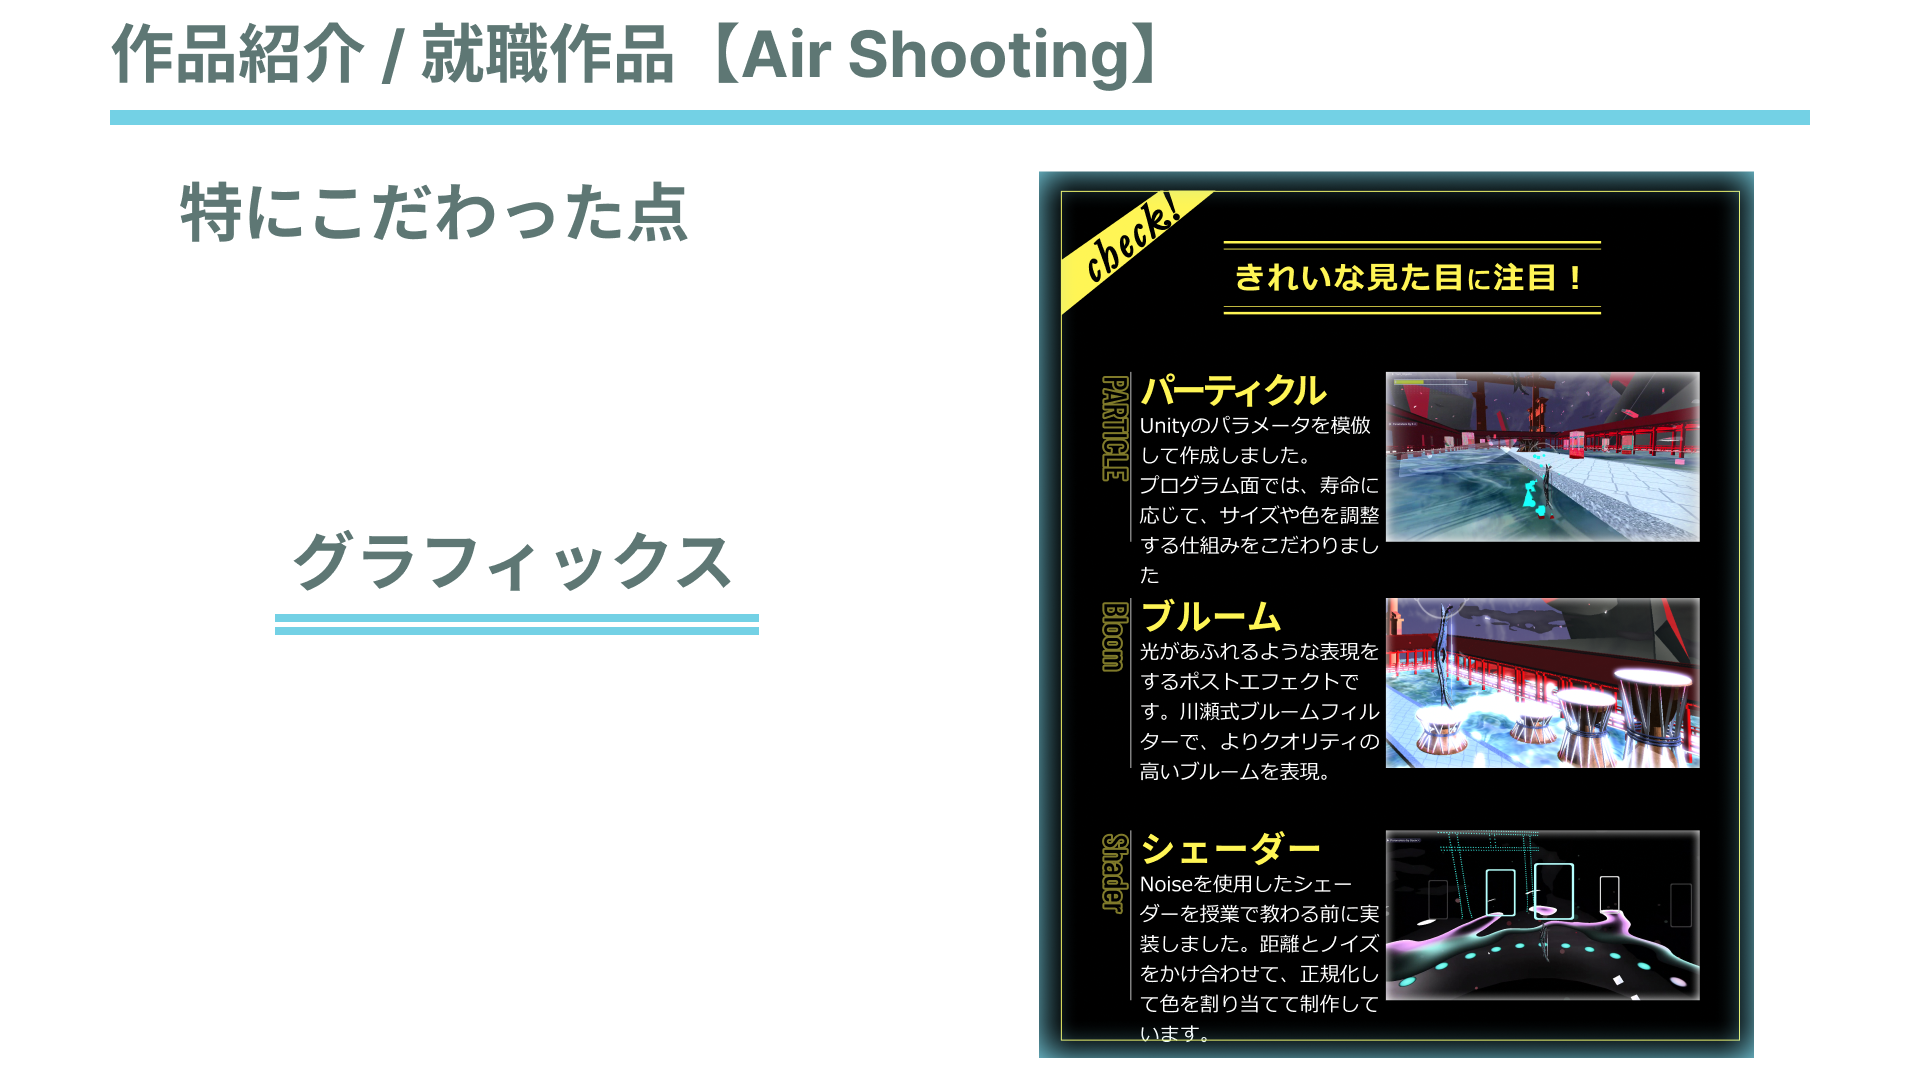 作品紹介 / 就職作品【Air Shooting】
特にこだわった点
グラフィックス
check!
きれいな見た目に注目！
PARTICLE
パーティクル
Unityのパラメータを模倣
して作成しました。
プログラム面では、寿命に
応じて、サイズや色を調整
する仕組みをこだわりまし
た
Bloom
ブルーム
光があふれるような表現を
するポストエフェクトで
す。川瀬式ブルームフィル
ターで、よりクオリティの
高いブルームを表現。
Shader
シェーダー
Noiseを使用したシェー
ダーを授業で教わる前に実
装しました。距離とノイズ
をかけ合わせて、正規化し
て色を割り当てて制作して
います。